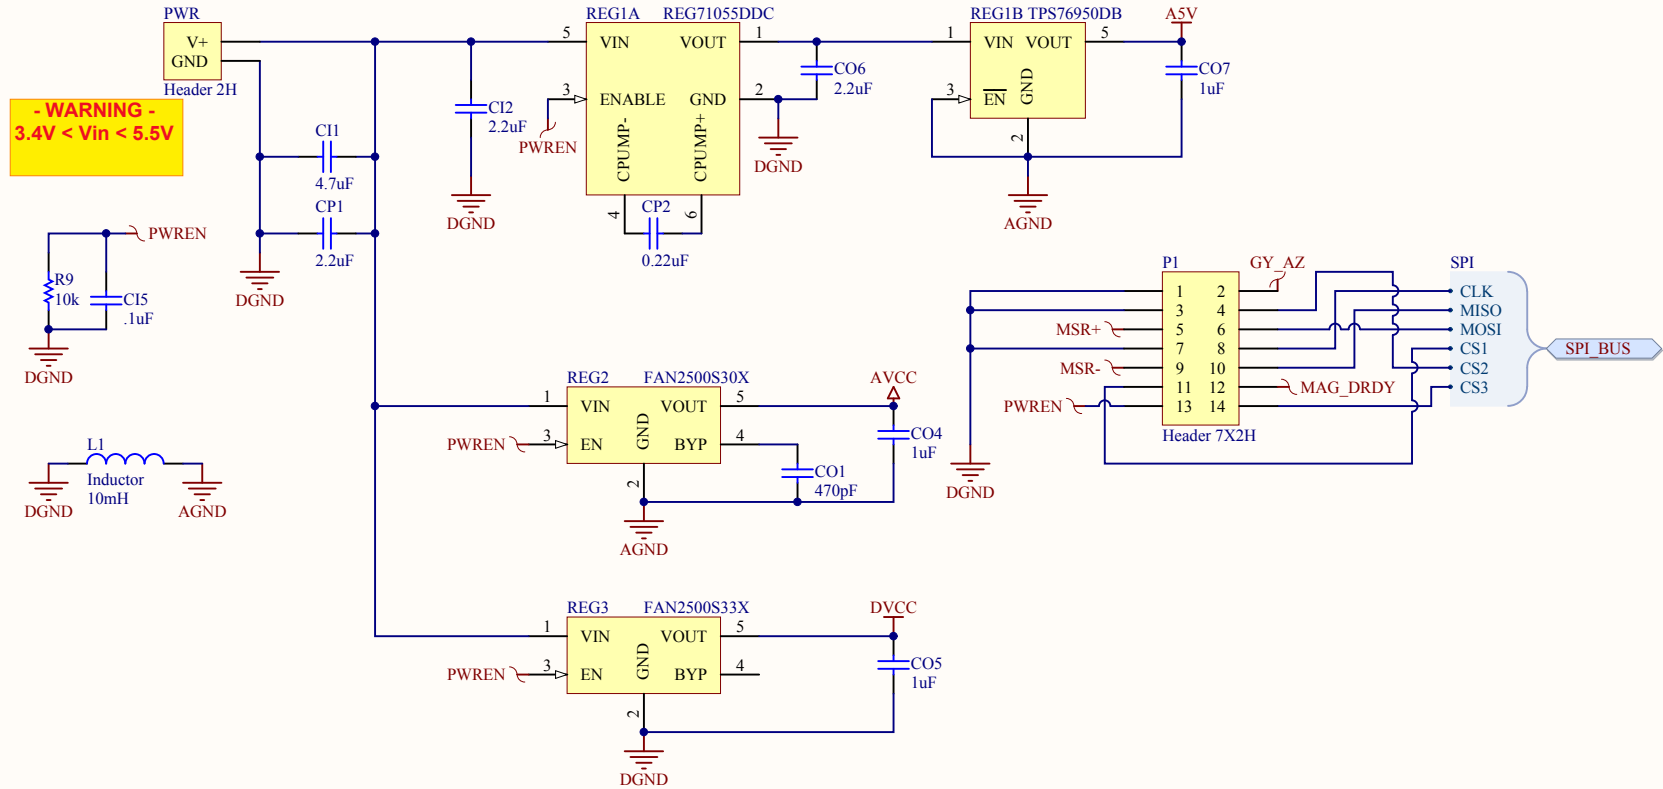 PWR
V+
GND
Header 2H
- WARNING -
3.4V < Vin < 5.5V
CI1
4.7uF
CP1
2.2uF
DGND
CI2
2.2uF
DGND
REG1A REG71055DDC
5 VIN VOUT 1
3 ENABLE GND 2
CPUMP- CPUMP+
4 6
PWREN
CP2
0.22uF
CO6
2.2uF
DGND
REG1B TPS76950DB
1 VIN VOUT 5
3 EN GND
2
AGND
A5V
CO7
1uF
PWREN
R9
10k
CI5
.1uF
DGND
L1
Inductor
10mH
DGND AGND
REG2 FAN2500S30X
1 VIN VOUT 5
GND
PWREN 3 EN BYP 4
2
AVCC
CO4
1uF
CO1
470pF
AGND
REG3 FAN2500S33X
1 VIN VOUT 5
GND
PWREN 3 EN BYP 4
2
DVCC
CO5
1uF
DGND
P1
GY_AZ
1 2
3 4
MSR+ 5 6
7 8
MSR- 9 10
11 12 MAG_DRDY
PWREN 13 14
Header 7X2H
DGND
SPI
CLK
MISO
MOSI
CS1
CS2
CS3
SPI_BUS